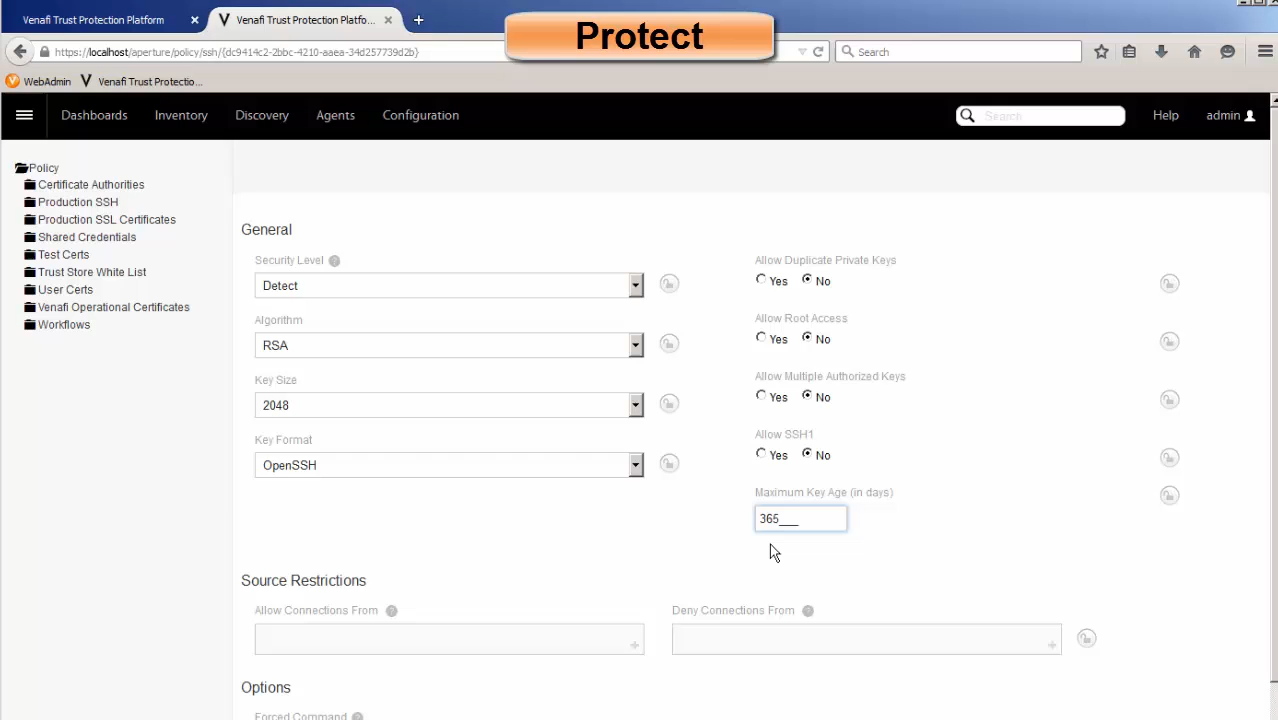 Venafi Trust Protection Platform
Venafi Trust Protection Platfo...
Protect
https://localhost/aperture/policy/ssh/{dc9414c2-2bbc-4210-aaea-34d257739d2b}
Search
WebAdmin
Venafi Trust Protectio...
Dashboards
Inventory
Discovery
Agents
Configuration
Search
Help
admin
Policy
Certificate Authorities
Production SSH
Production SSL Certificates
Shared Credentials
Test Certs
Trust Store White List
User Certs
Venafi Operational Certificates
Workflows
General
Security Level
Detect
Algorithm
RSA
Key Size
2048
Key Format
OpenSSH
Allow Duplicate Private Keys
Yes No
Allow Root Access
Yes No
Allow Multiple Authorized Keys
Yes No
Allow SSH1
Yes No
Maximum Key Age (in days)
365___
Source Restrictions
Allow Connections From
Deny Connections From
Options
Forced Command